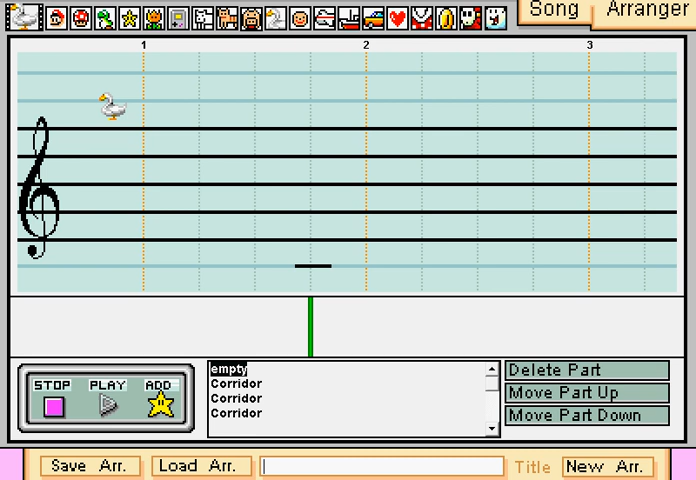 Song Arranger
1 2 3
STOP PLAY ADD
empty
Corridor
Corridor
Corridor
Delete Part
Move Part Up
Move Part Down
Save Arr. Load Arr. Title New Arr.